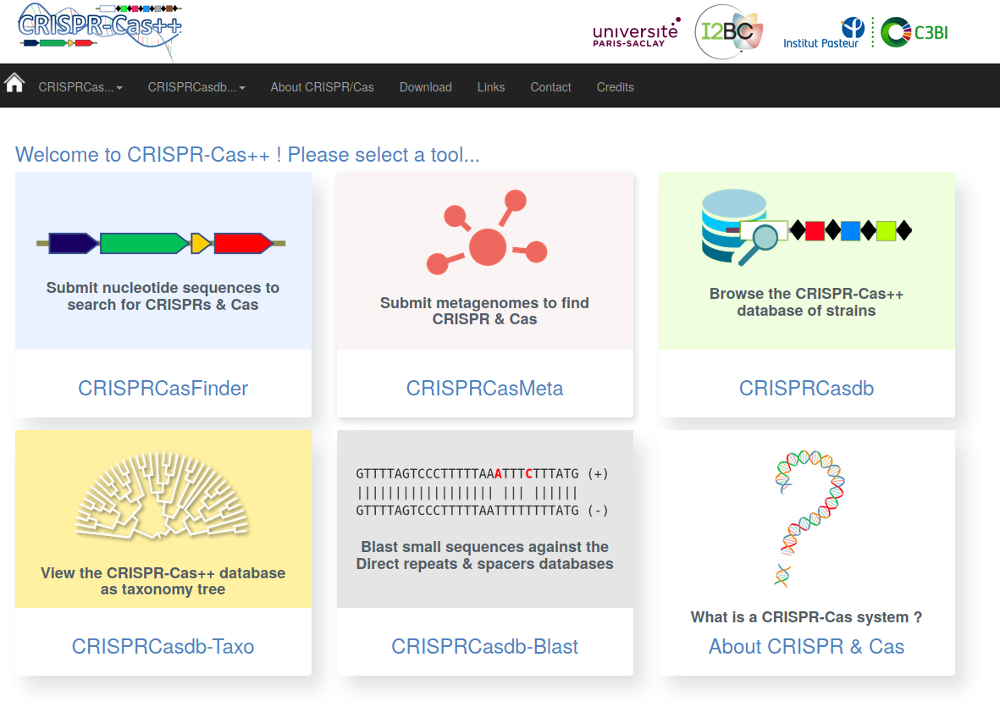 CRISPR-Cas++
université
PARIS-SACLAY
I2BC
Institut Pasteur
C3BI
CRISPRCas...
CRISPRCasdb...
About CRISPR/Cas
Download
Links
Contact
Credits
Welcome to CRISPR-Cas++ ! Please select a tool...
Submit nucleotide sequences to
search for CRISPRs & Cas
CRISPRCasFinder
Submit metagenomes to find
CRISPR & Cas
CRISPRCasMeta
Browse the CRISPR-Cas++
database of strains
CRISPRCasdb
View the CRISPR-Cas++ database
as taxonomy tree
CRISPRCasdb-Taxo
GTTTTAGTCCCTTTTTAAATTTCTTTATG (+)
|||||||||||||||||| ||| ||||||
GTTTTAGTCCCTTTTTAATTTTTTTTATG (-)
Blast small sequences against the
Direct repeats & spacers databases
CRISPRCasdb-Blast
What is a CRISPR-Cas system ?
About CRISPR & Cas